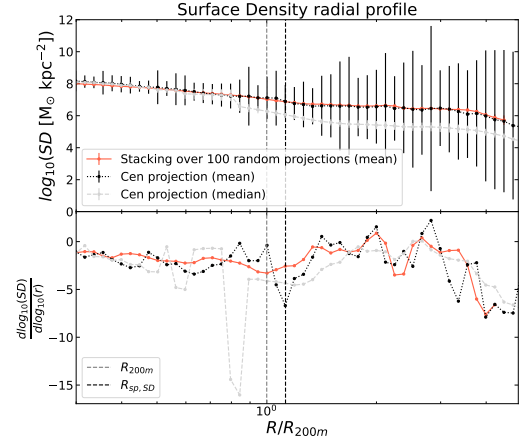 Surface Density radial profile
12
10
8
6
4
2
0
log₁₀(SD [M⊙ kpc⁻²])
Stacking over 100 random projections (mean)
Cen projection (mean)
Cen projection (median)
0
−5
−10
−15
dlog₁₀(SD)
dlog₁₀(r)
R₂₀₀ₘ
Rsp,SD
10⁰
R/R₂₀₀ₘ